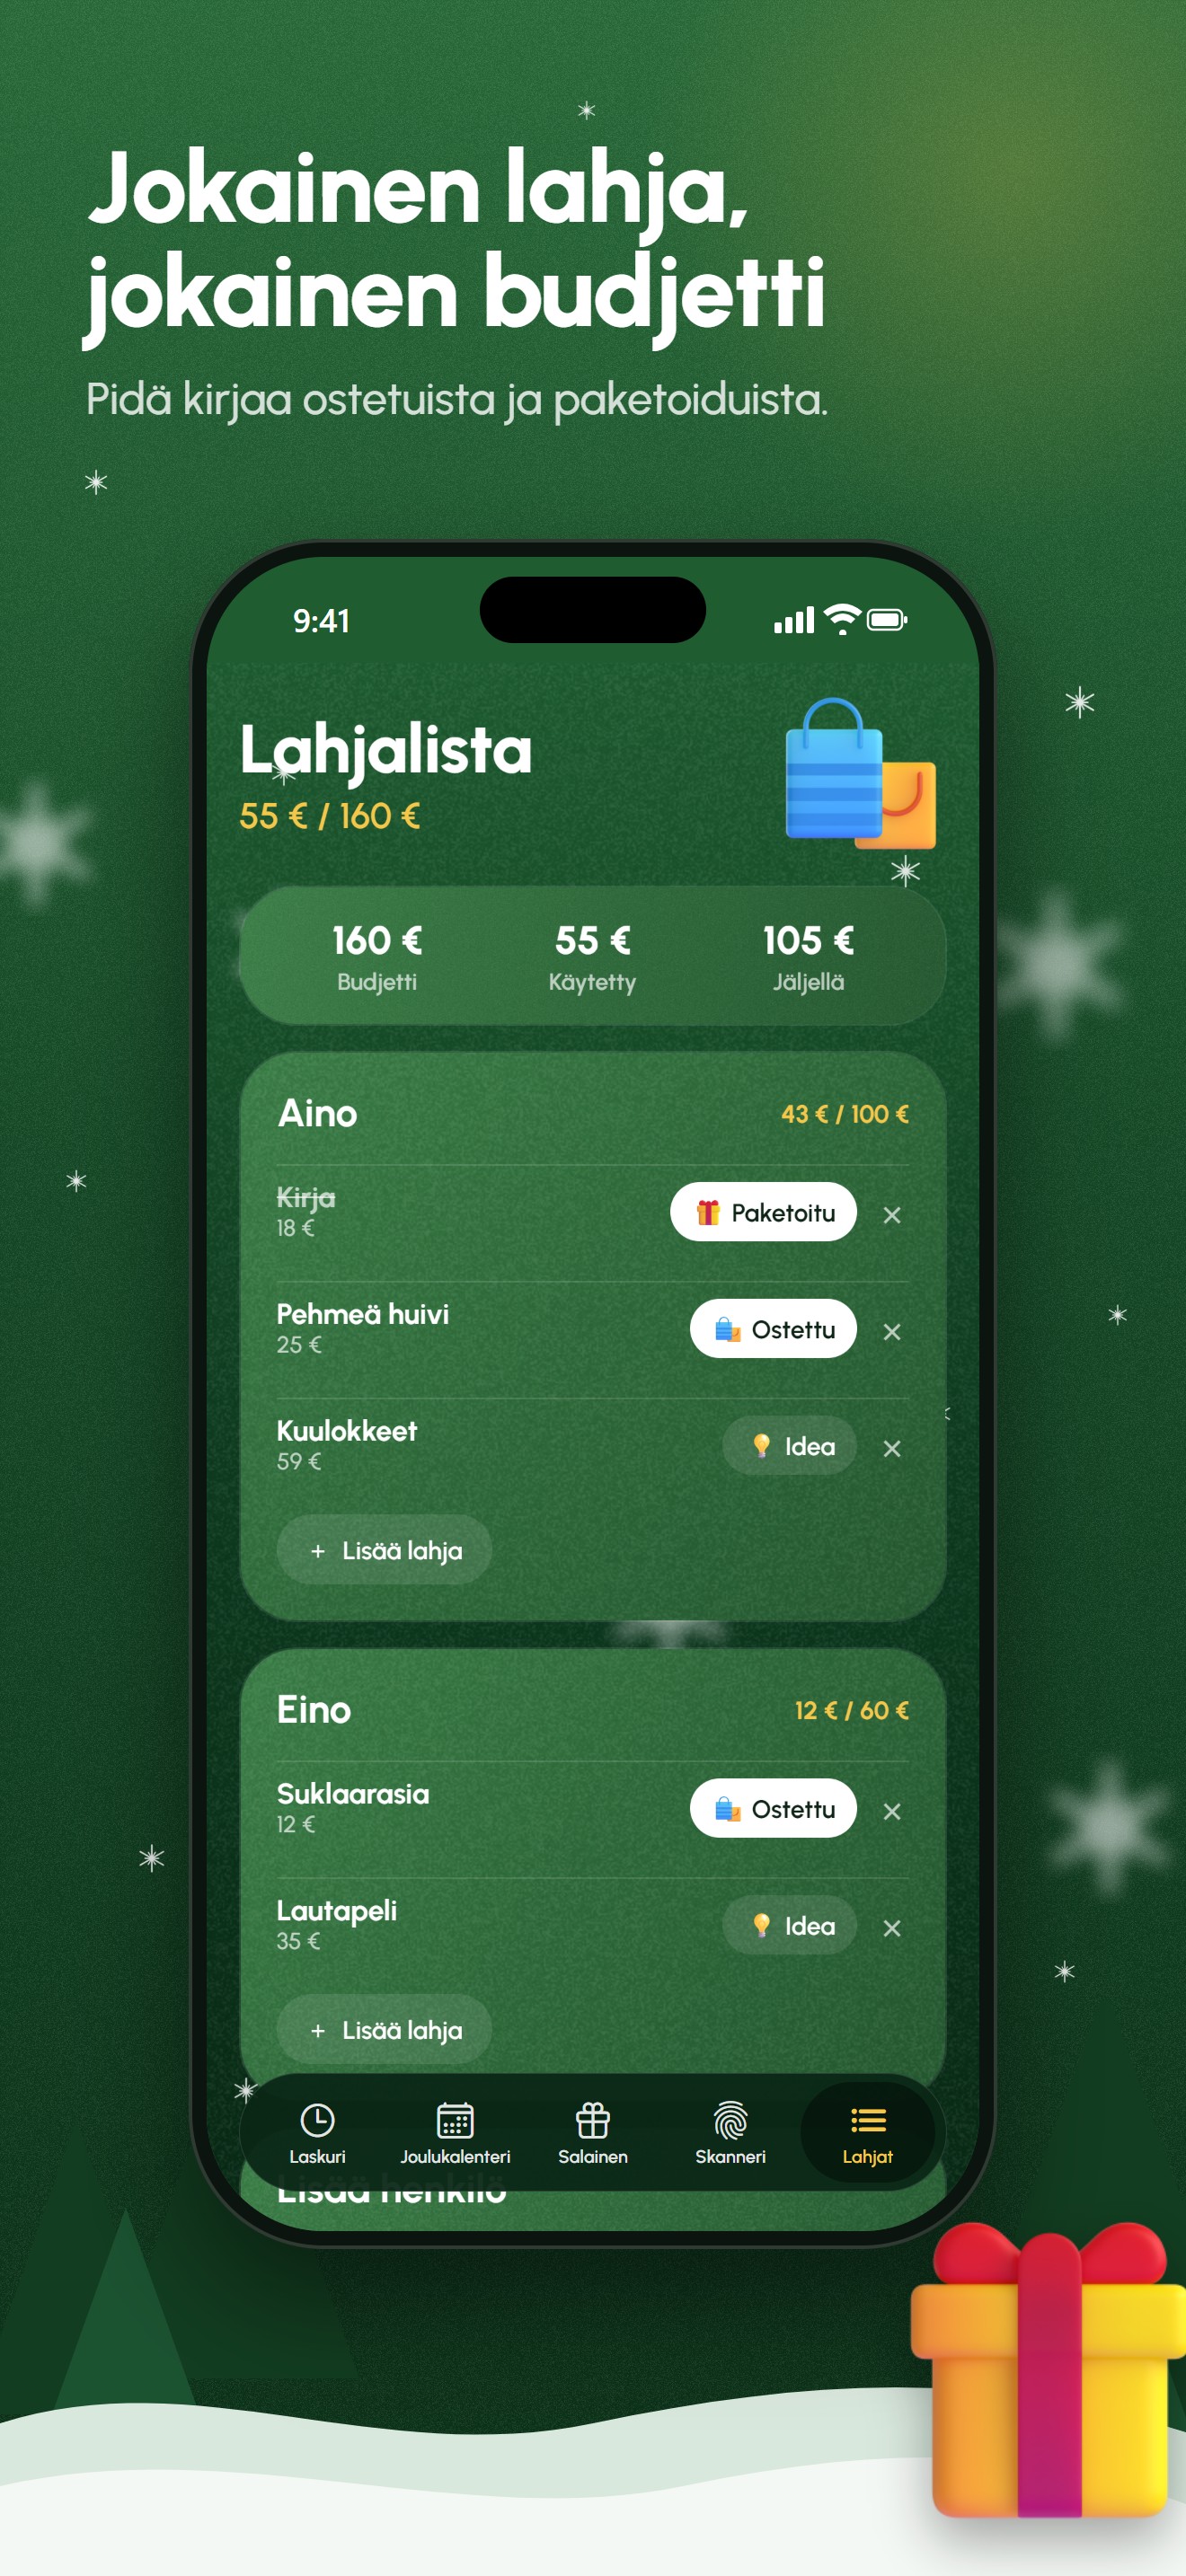 Jokainen lahja,
jokainen budjetti
Pidä kirjaa ostetuista ja paketoiduista.
9:41
Lahjalista
55 € / 160 €
160 € 55 € 105 €
Budjetti Käytetty Jäljellä
Aino 43 € / 100 €
Kirja Paketoitu ×
18 €
Pehmeä huivi Ostettu ×
25 €
Kuulokkeet Idea ×
59 €
+ Lisää lahja
Eino 12 € / 60 €
Suklaarasia Ostettu ×
12 €
Lautapeli Idea ×
35 €
+ Lisää lahja
Laskuri Joulukalenteri Salainen Skanneri Lahjat
Lisää henkilö